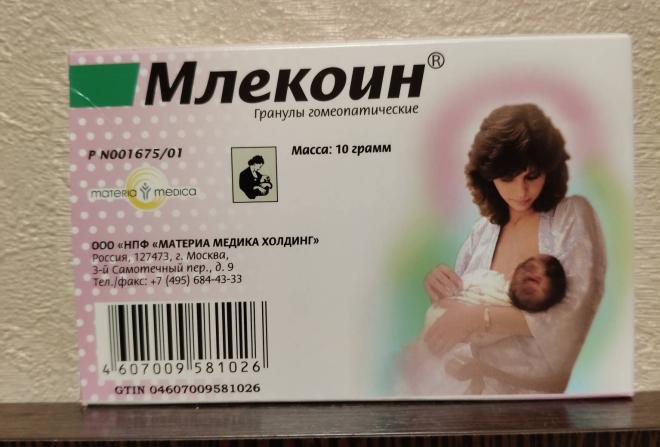 Млекоин®
Гранулы гомеопатические
Р N001675/01
Масса: 10 грамм
materia medica
ООО «НПФ «МАТЕРИА МЕДИКА ХОЛДИНГ»
Россия, 127473, г. Москва,
3-й Самотечный пер., д. 9
Тел./факс: +7 (495) 684-43-33
4 607009 581026
GTIN 04607009581026